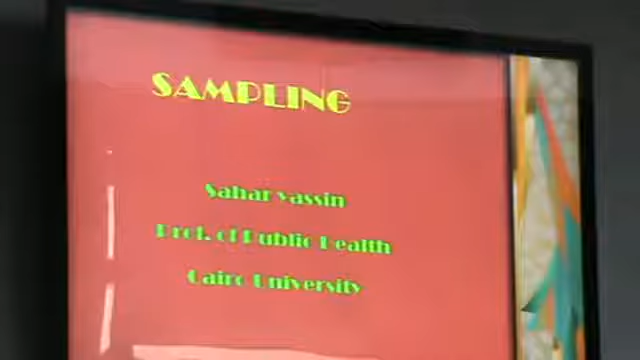 SAMPLING
Sahar yassin
Prof. of Public Health
Cairo University